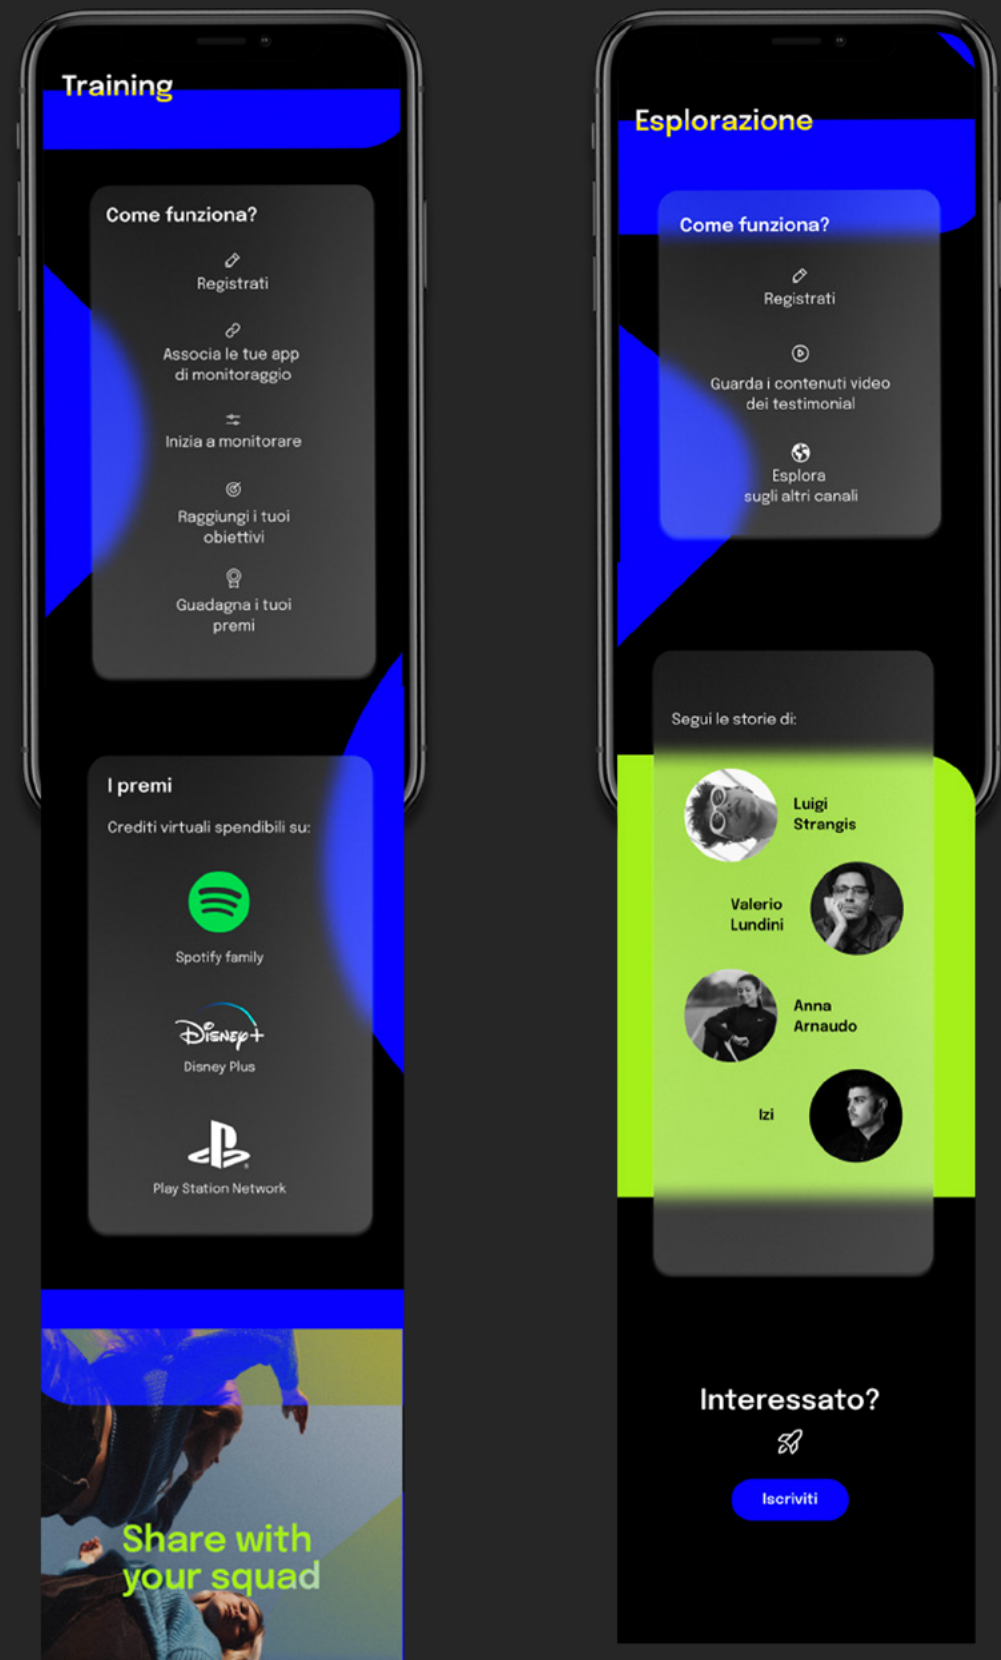 Training
Come funziona?
Registrati
Associa le tue app
di monitoraggio
Inizia a monitorare
Raggiungi i tuoi
obiettivi
Guadagna i tuoi
premi
I premi
Crediti virtuali spendibili su:
Spotify family
Disney+
Disney Plus
Play Station Network
Share with
your squad
Esplorazione
Come funziona?
Registrati
Guarda i contenuti video
dei testimonial
Esplora
sugli altri canali
Segui le storie di:
Luigi
Strangis
Valerio
Lundini
Anna
Arnaudo
Izi
Interessato?
Iscriviti